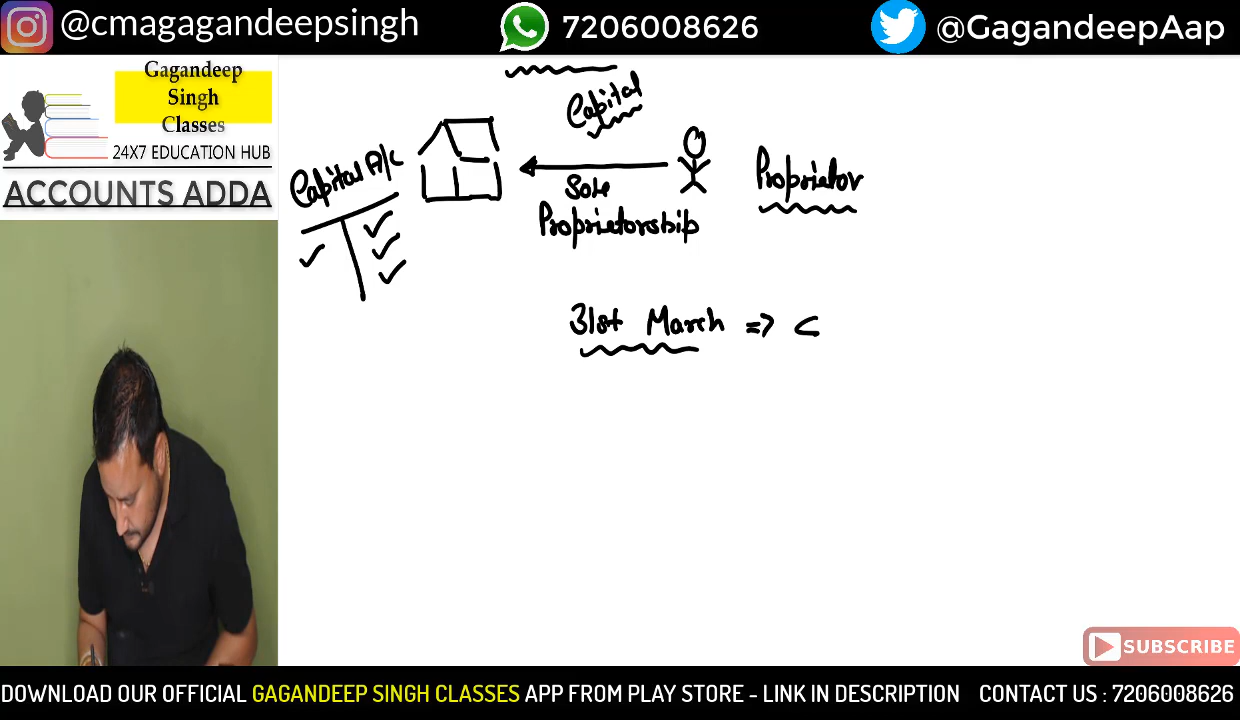 @cmagagandeepsingh 7206008626 @GagandeepAap
Gagandeep
Singh
Classes
24X7 EDUCATION HUB
ACCOUNTS ADDA
Capital
Capital A/c
Sole
Proprietorship
Proprietor
31st March => C
SUBSCRIBE
DOWNLOAD OUR OFFICIAL GAGANDEEP SINGH CLASSES APP FROM PLAY STORE - LINK IN DESCRIPTION CONTACT US : 7206008626